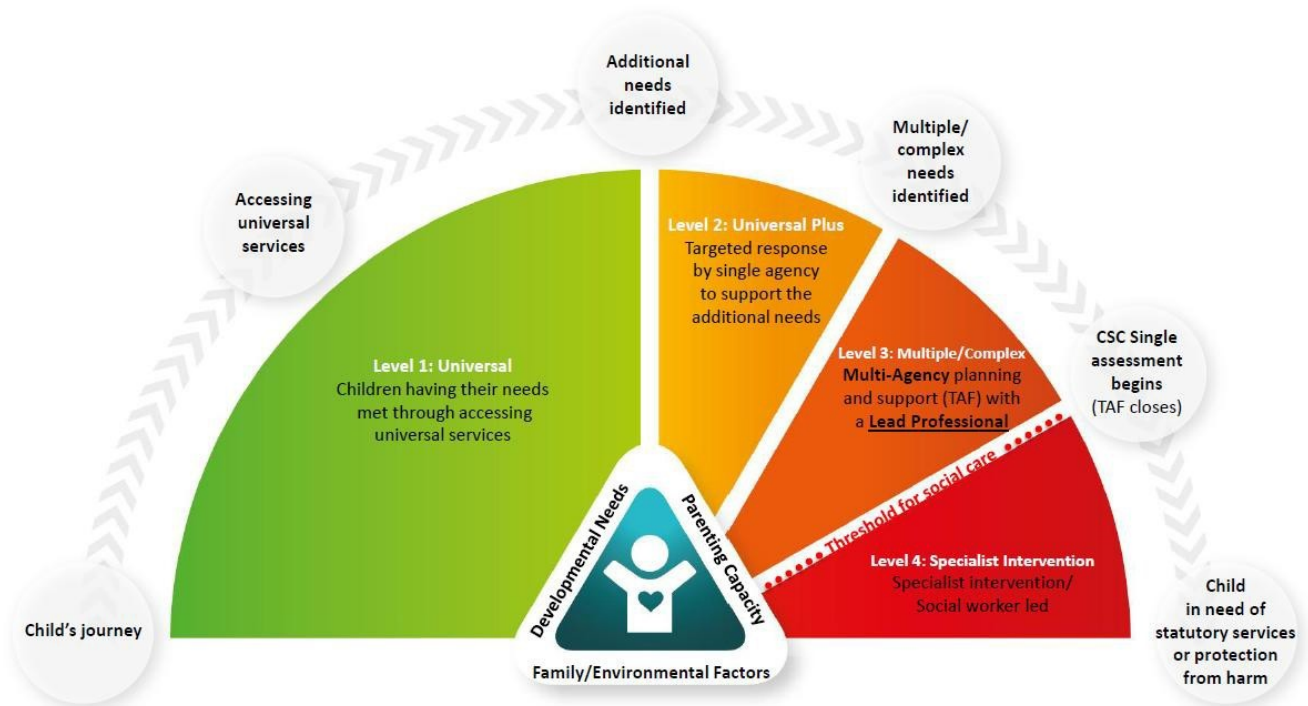 Child's journey
Accessing
universal
services
Additional
needs
identified
Multiple/
complex
needs
identified
CSC Single
assessment
begins
(TAF closes)
Child
in need of
statutory services
or protection
from harm
Level 1: Universal
Children having their needs
met through accessing
universal services
Level 2: Universal Plus
Targeted response
by single agency
to support the
additional needs
Level 3: Multiple/Complex
Multi-Agency planning
and support (TAF) with
a Lead Professional
Threshold for social care
Level 4: Specialist Intervention
Specialist intervention/
Social worker led
Developmental Needs
Parenting Capacity
Family/Environmental Factors